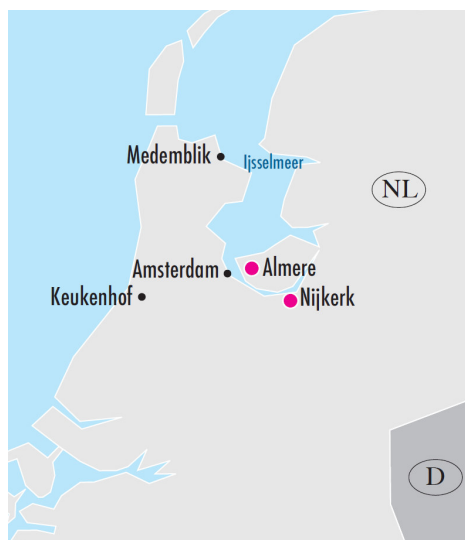 Medemblik
Ijsselmeer
NL
Almere
Amsterdam
Keukenhof
Nijkerk
D